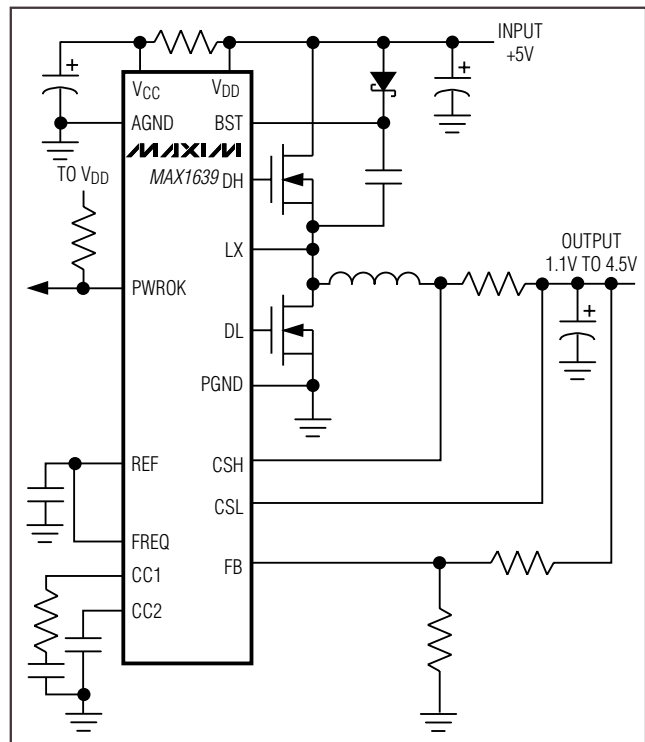 INPUT
+5V
+
+
VCC
VDD
AGND
BST
MAXIM
MAX1639
DH
TO VDD
LX
OUTPUT
1.1V TO 4.5V
PWROK
+
DL
PGND
REF
CSH
CSL
FREQ
FB
CC1
CC2